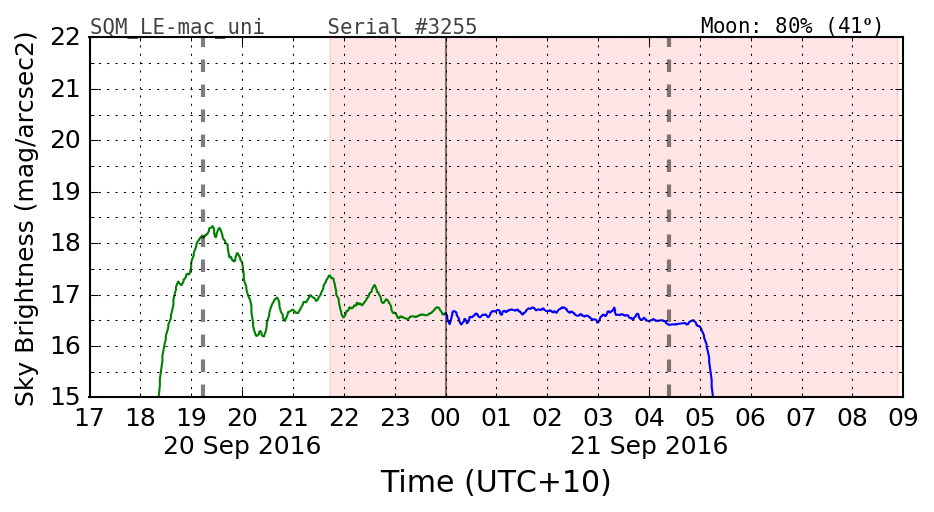 SQM_LE-mac_uni Serial #3255 Moon: 80% (41°)
Sky Brightness (mag/arcsec2)
22
21
20
19
18
17
16
15
17 18 19 20 21 22 23 00 01 02 03 04 05 06 07 08 09
20 Sep 2016 21 Sep 2016
Time (UTC+10)